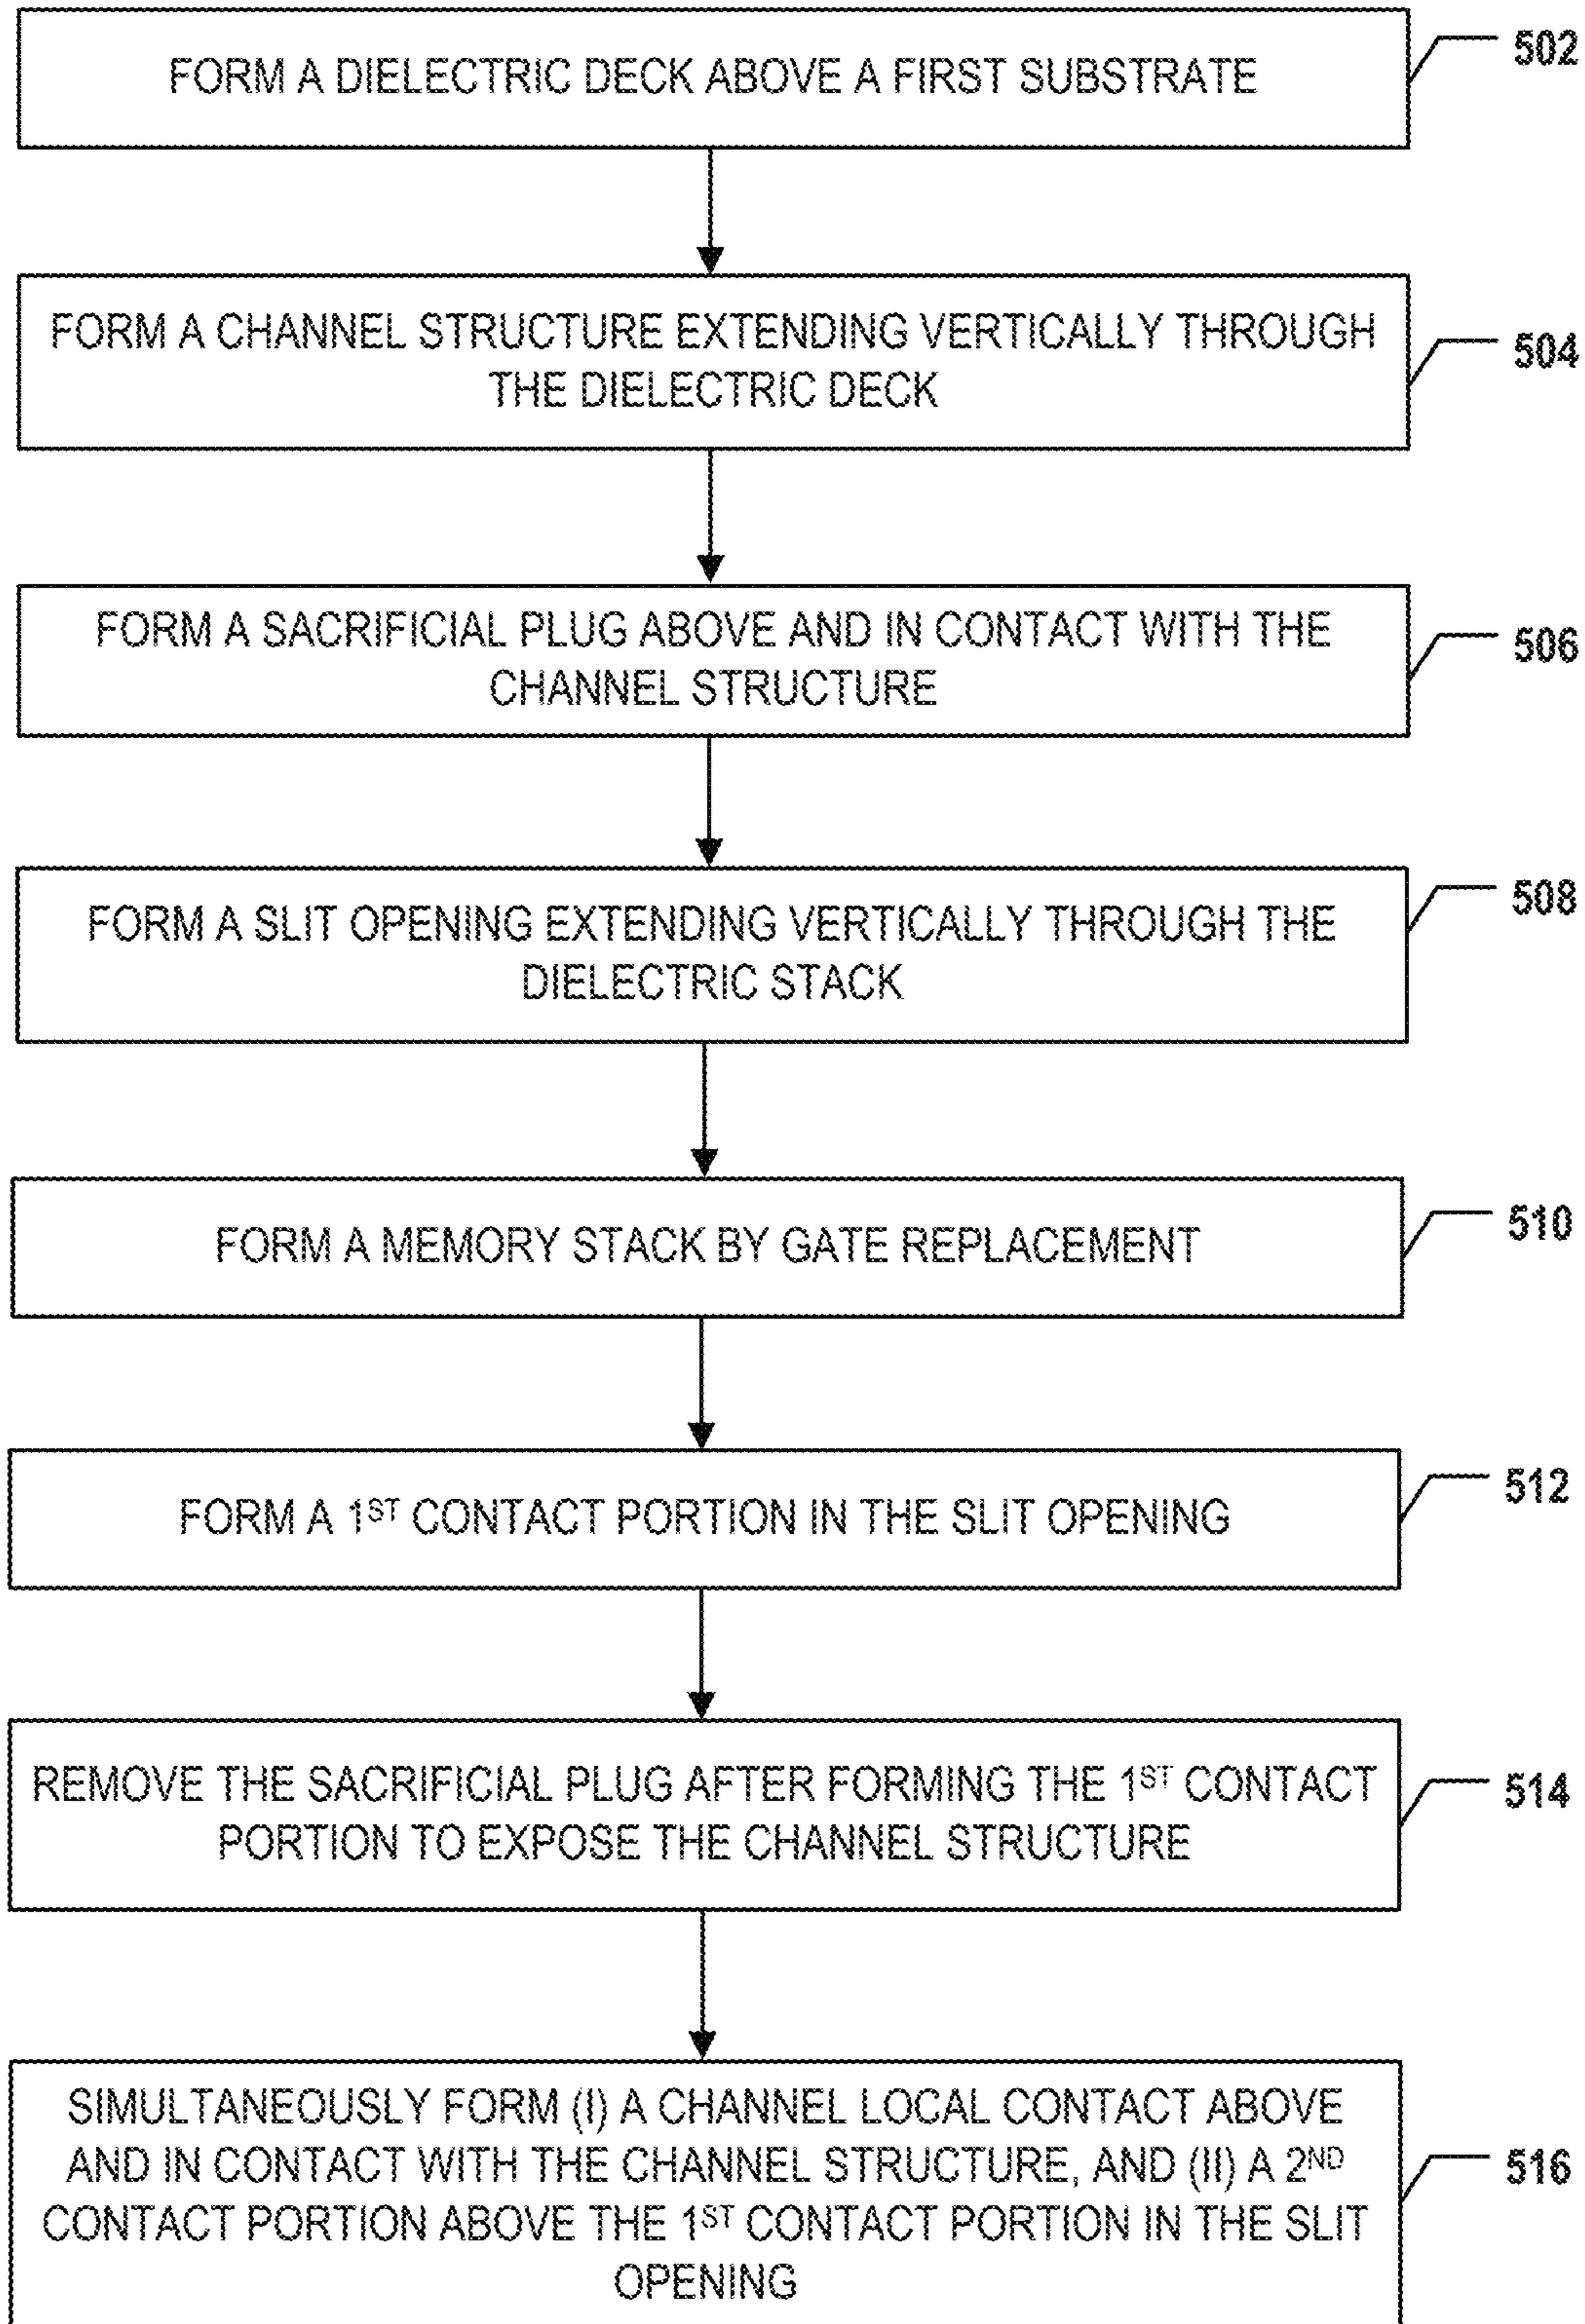 FORM A DIELECTRIC DECK ABOVE A FIRST SUBSTRATE
502
FORM A CHANNEL STRUCTURE EXTENDING VERTICALLY THROUGH
THE DIELECTRIC DECK
504
FORM A SACRIFICIAL PLUG ABOVE AND IN CONTACT WITH THE
CHANNEL STRUCTURE
506
FORM A SLIT OPENING EXTENDING VERTICALLY THROUGH THE
DIELECTRIC STACK
508
FORM A MEMORY STACK BY GATE REPLACEMENT
510
FORM A 1ST CONTACT PORTION IN THE SLIT OPENING
512
REMOVE THE SACRIFICIAL PLUG AFTER FORMING THE 1ST CONTACT
PORTION TO EXPOSE THE CHANNEL STRUCTURE
514
SIMULTANEOUSLY FORM (I) A CHANNEL LOCAL CONTACT ABOVE
AND IN CONTACT WITH THE CHANNEL STRUCTURE, AND (II) A 2ND
CONTACT PORTION ABOVE THE 1ST CONTACT PORTION IN THE SLIT
OPENING
516